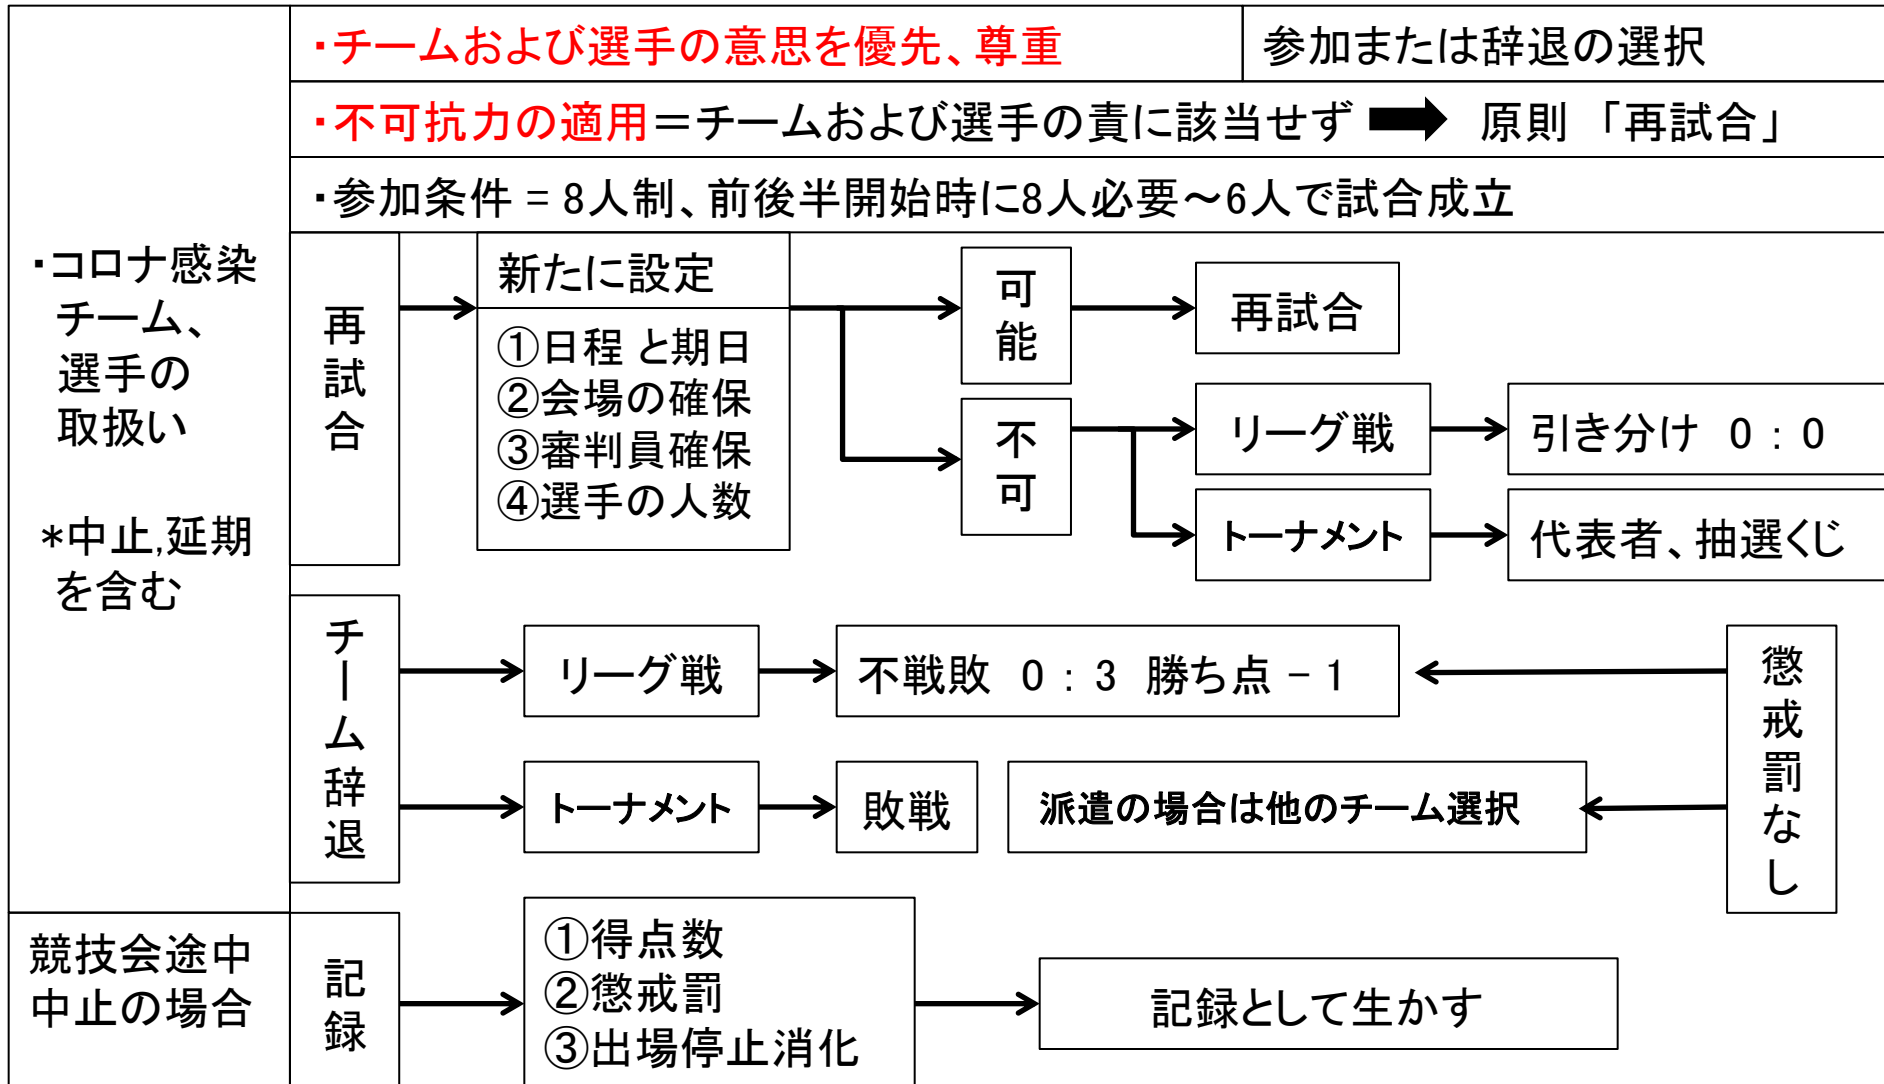 ・チームおよび選手の意思を優先、尊重
参加または辞退の選択
・不可抗力の適用＝チームおよび選手の責に該当せず
原則 「再試合」
・参加条件 = 8人制、前後半開始時に8人必要～6人で試合成立
・コロナ感染
チーム、
選手の
取扱い
*中止,延期
を含む
再試合
新たに設定
①日程 と期日
②会場の確保
③審判員確保
④選手の人数
可能
再試合
不可
リーグ戦
引き分け 0 : 0
トーナメント
代表者、抽選くじ
チーム辞退
リーグ戦
不戦敗 0 : 3 勝ち点 － 1
トーナメント
敗戦
派遣の場合は他のチーム選択
懲戒罰なし
競技会途中
中止の場合
記録
①得点数
②懲戒罰
③出場停止消化
記録として生かす